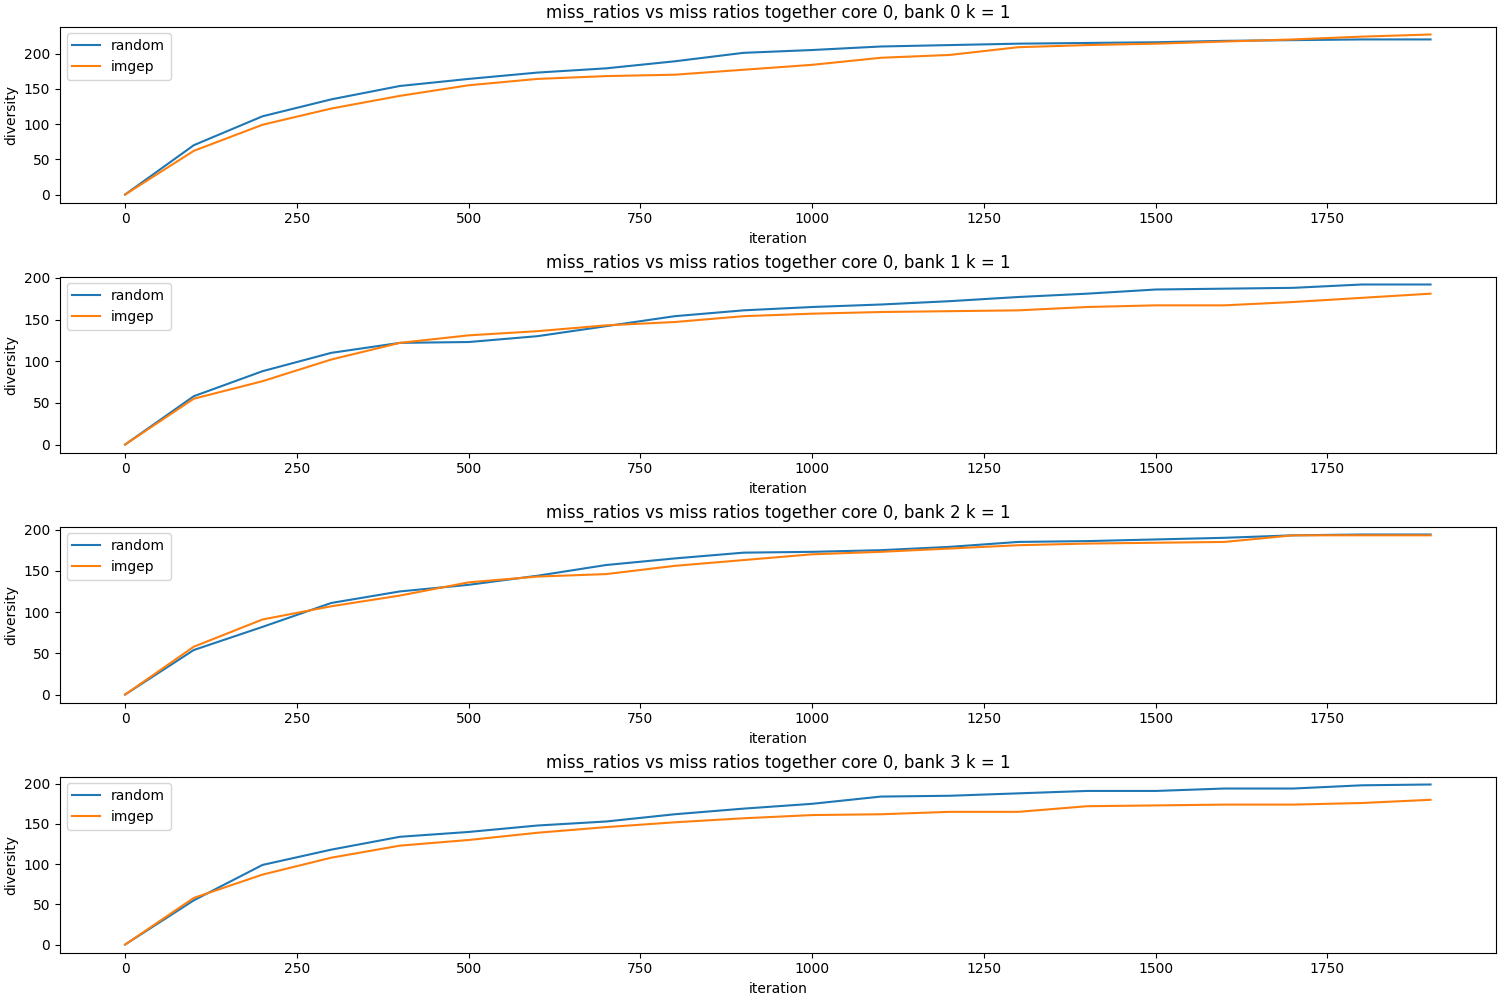 miss_ratios vs miss ratios together core 0, bank 0 k = 1
random
imgep
diversity
200
150
100
50
0
0 250 500 750 1000 1250 1500 1750
iteration
miss_ratios vs miss ratios together core 0, bank 1 k = 1
random
imgep
diversity
200
150
100
50
0
0 250 500 750 1000 1250 1500 1750
iteration
miss_ratios vs miss ratios together core 0, bank 2 k = 1
random
imgep
diversity
200
150
100
50
0
0 250 500 750 1000 1250 1500 1750
iteration
miss_ratios vs miss ratios together core 0, bank 3 k = 1
random
imgep
diversity
200
150
100
50
0
0 250 500 750 1000 1250 1500 1750
iteration